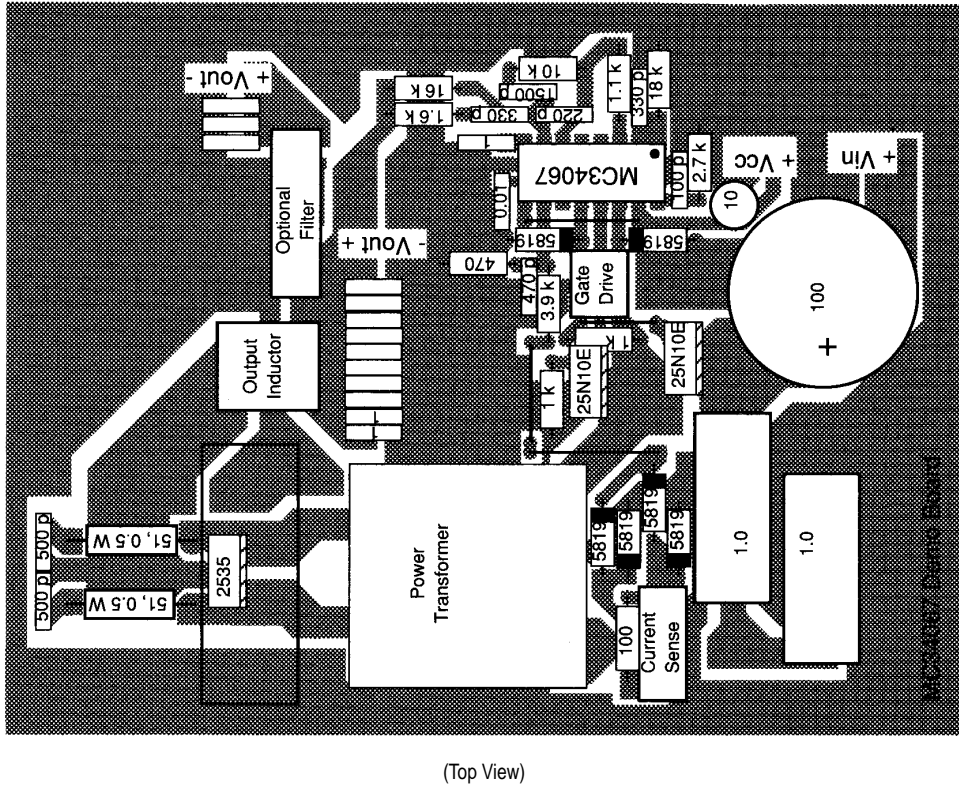 + Vout -
10 k
16 k
1500 p
1.1 k
330 p
18 k
1.6 k
330 p
220 p
1
MC34067
100 p
2.7 k
+ Vcc
+ Vin
Optional
Filter
0.01
10
- Vout +
5819
5819
470
470 p
3.9 k
Gate
Drive
100
+
Output
Inductor
1 k
25N10E
25N10E
1 k
1
1
500 p
500 p
51, 0.5 W
51, 0.5 W
2535
Power
Transformer
5819
5819
5819
5819
1.0
1.0
100
Current
Sense
MC34067 Demo Board
(Top View)